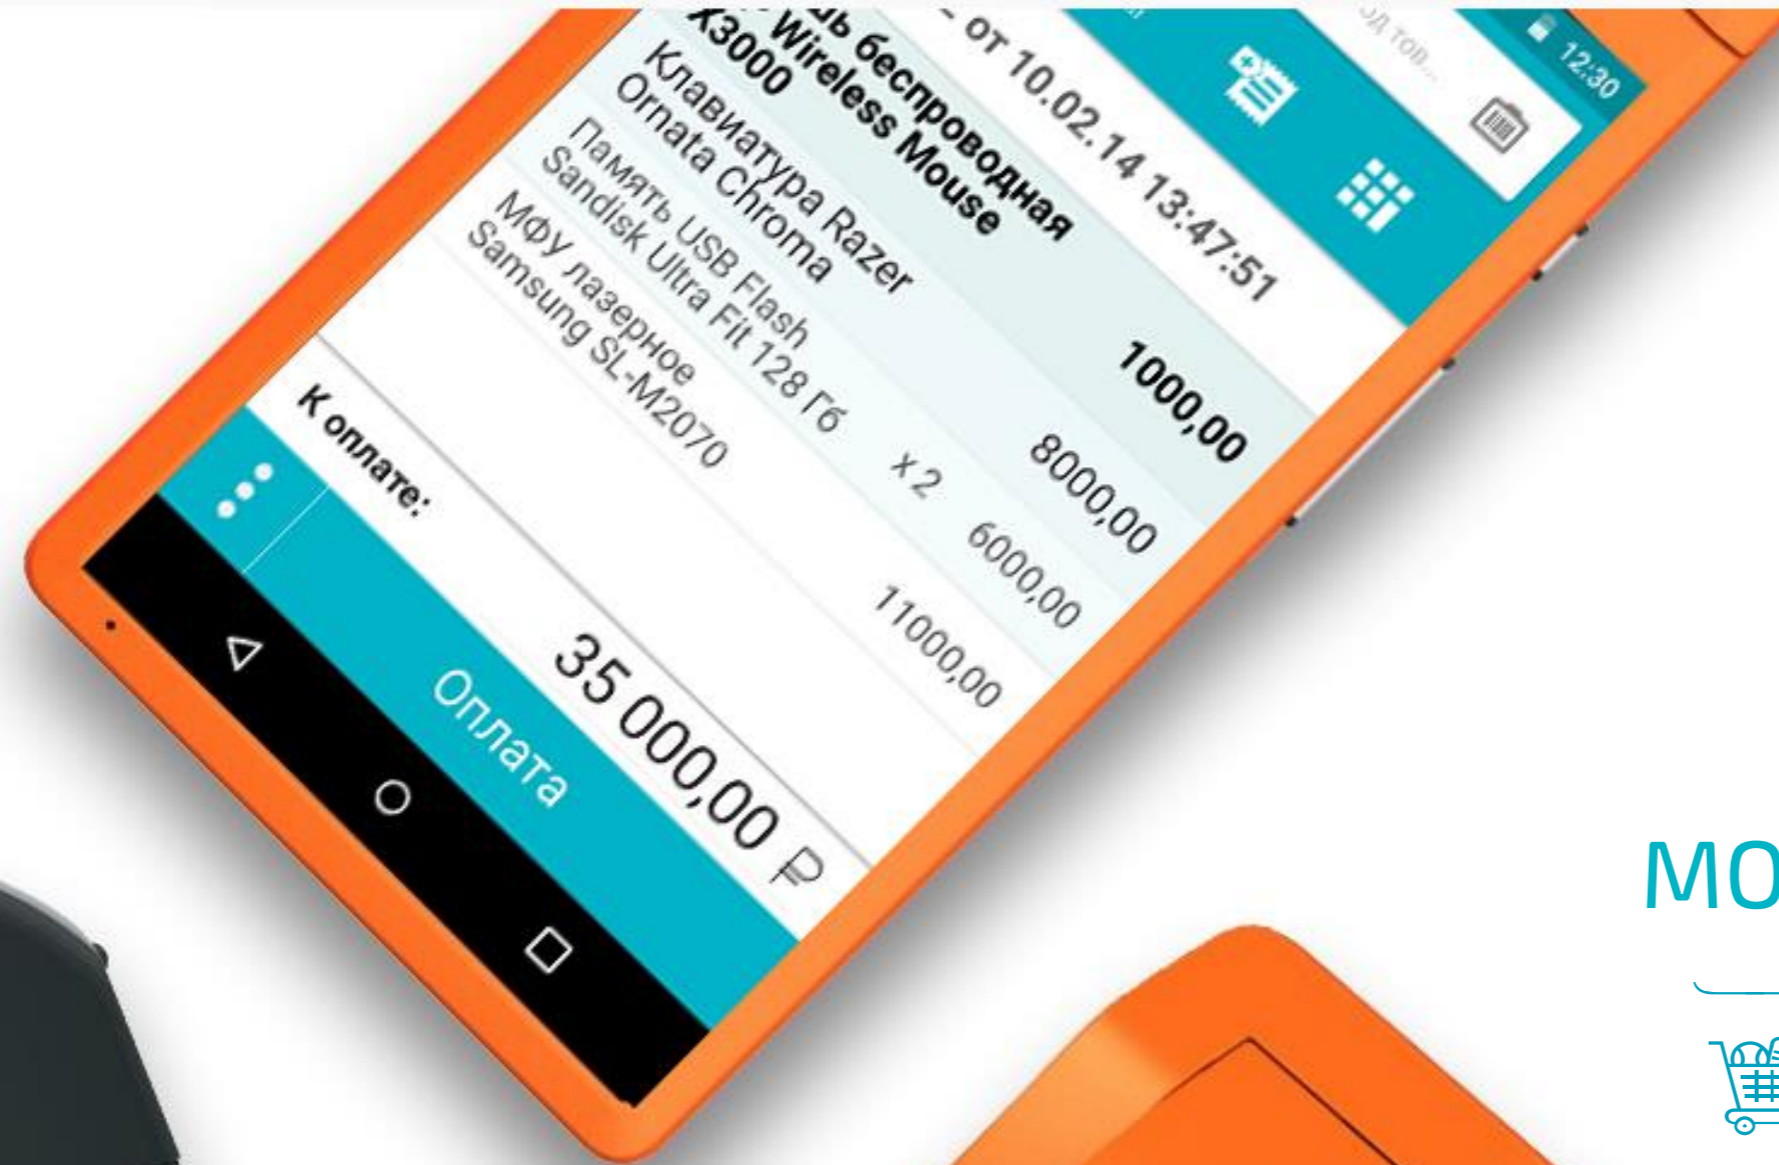 12:30
от 10.02.14 13:47:51
беспроводная
Wireless Mouse
X3000
1000,00
Клавиатура Razer
Ornata Chroma
8000,00
Память USB Flash
Sandisk Ultra Fit 128 Гб
x 2
6000,00
МФУ лазерное
Samsung SL-M2070
11000,00
К оплате:
35 000,00 ₽
Оплата
МО